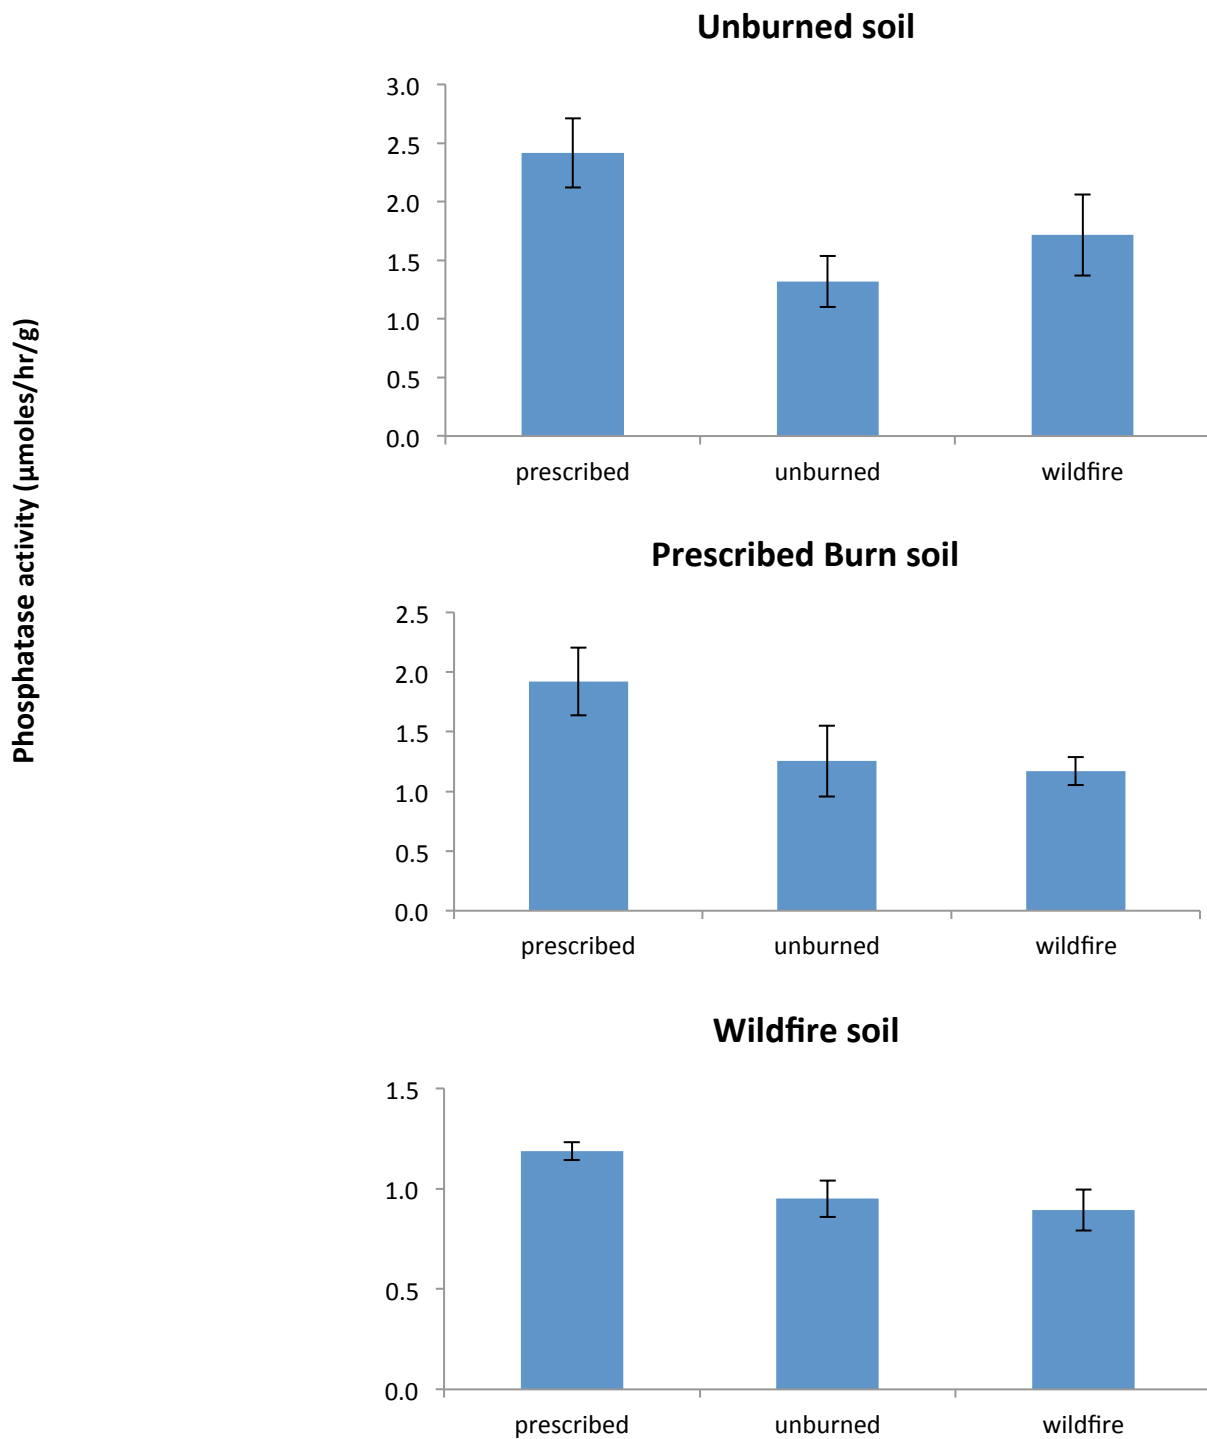 Phosphatase activity (μmoles/hr/g)
Unburned soil
3.0
2.5
2.0
1.5
1.0
0.5
0.0
prescribed unburned wildfire
Prescribed Burn soil
2.5
2.0
1.5
1.0
0.5
0.0
prescribed unburned wildfire
Wildfire soil
1.5
1.0
0.5
0.0
prescribed unburned wildfire